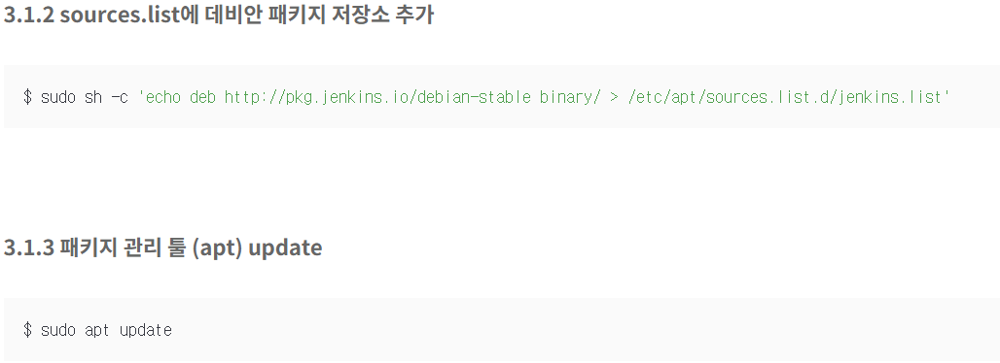 3.1.2 sources.list에 데비안 패키지 저장소 추가
$ sudo sh -c 'echo deb http://pkg.jenkins.io/debian-stable binary/ > /etc/apt/sources.list.d/jenkins.list'
3.1.3 패키지 관리 툴 (apt) update
$ sudo apt update